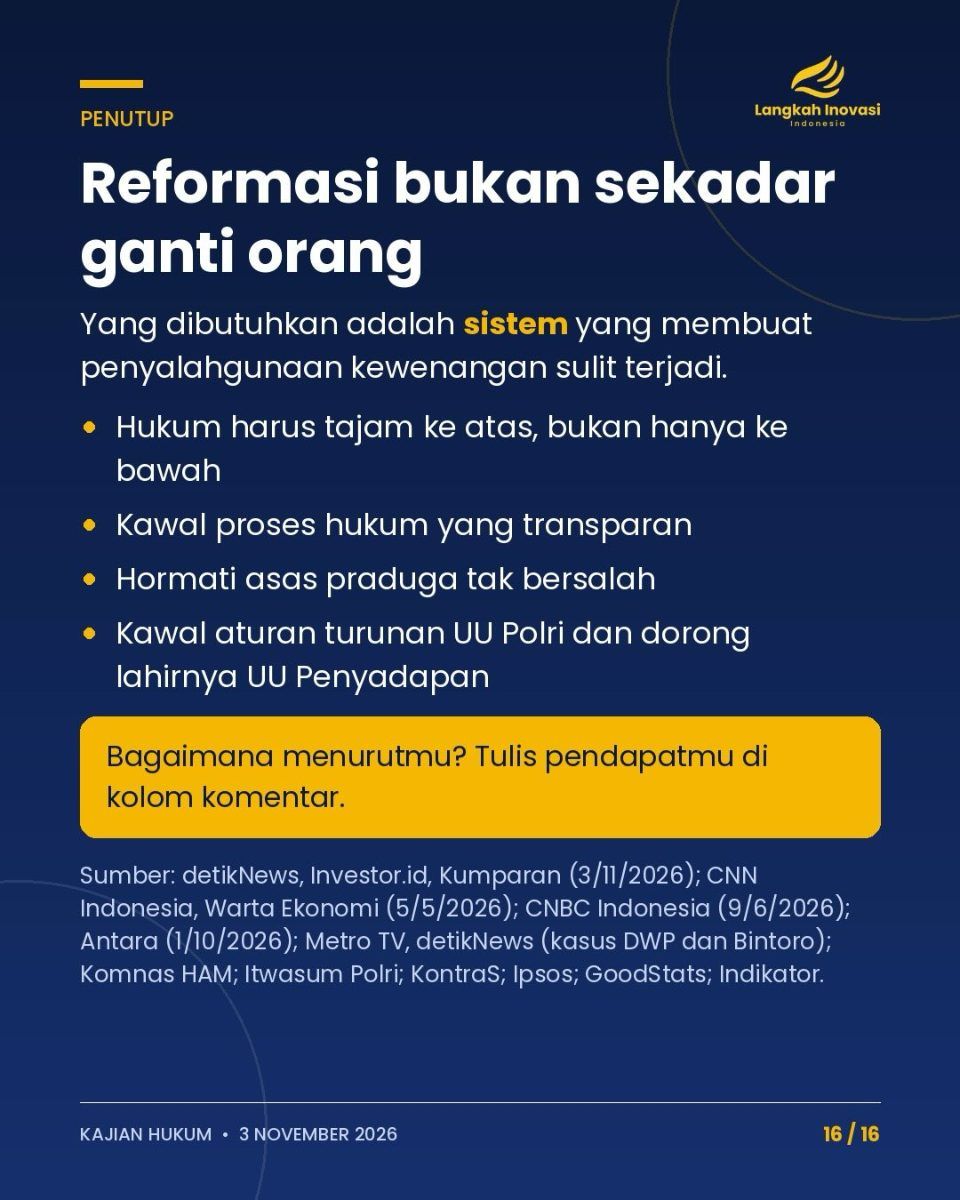 PENUTUP
Langkah Inovasi
Indonesia
Reformasi bukan sekadar
ganti orang
Yang dibutuhkan adalah sistem yang membuat
penyalahgunaan kewenangan sulit terjadi.
• Hukum harus tajam ke atas, bukan hanya ke
bawah
• Kawal proses hukum yang transparan
• Hormati asas praduga tak bersalah
• Kawal aturan turunan UU Polri dan dorong
lahirnya UU Penyadapan
Bagaimana menurutmu? Tulis pendapatmu di
kolom komentar.
Sumber: detikNews, Investor.id, Kumparan (3/11/2026); CNN
Indonesia, Warta Ekonomi (5/5/2026); CNBC Indonesia (9/6/2026);
Antara (1/10/2026); Metro TV, detikNews (kasus DWP dan Bintoro);
Komnas HAM; Itwasum Polri; KontraS; Ipsos; GoodStats; Indikator.
KAJIAN HUKUM • 3 NOVEMBER 2026
16 / 16